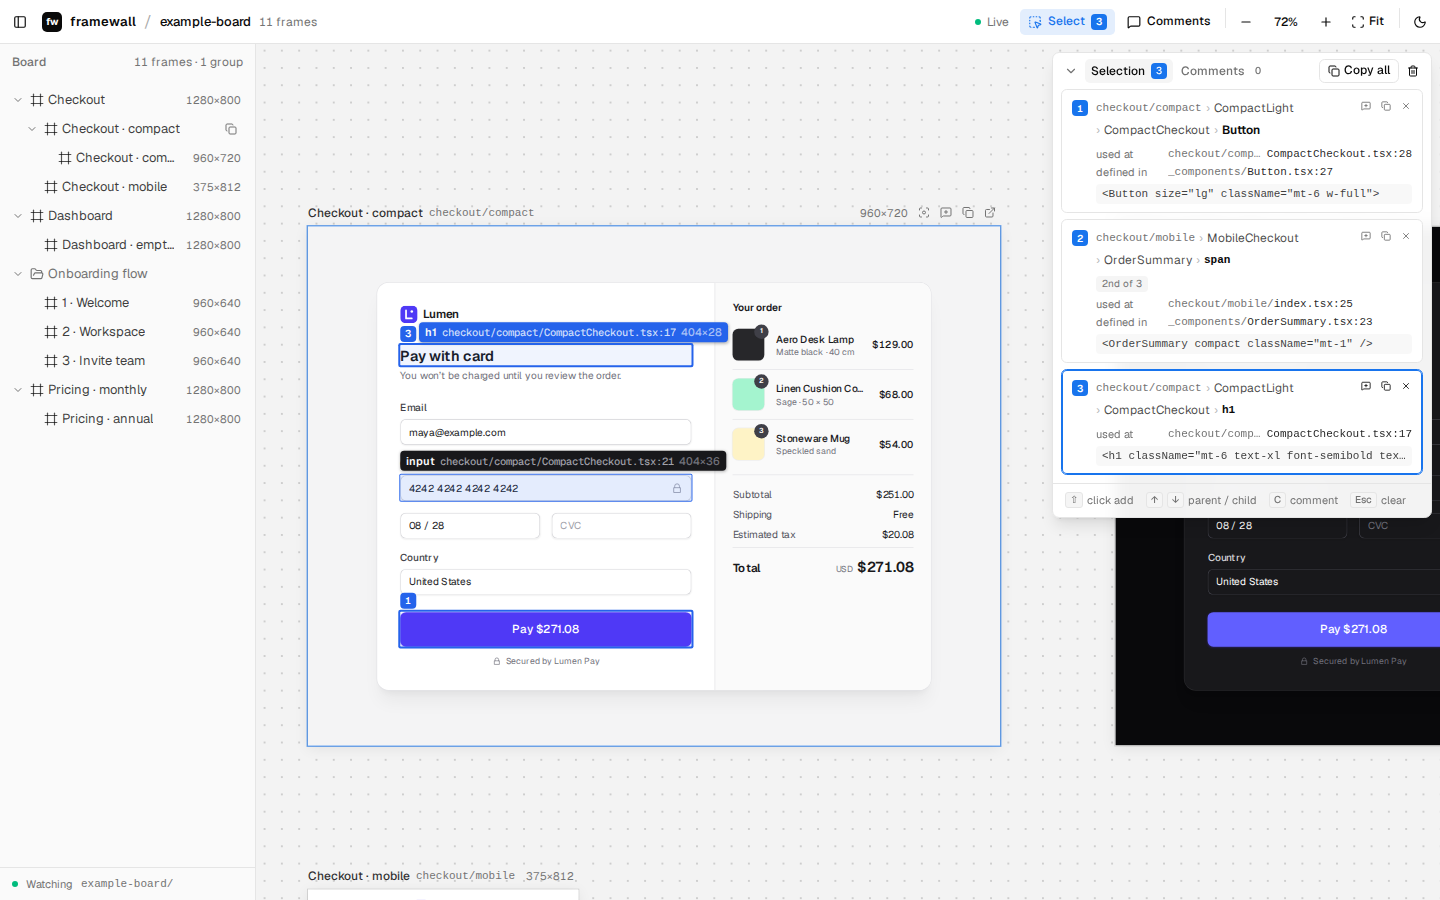 fw framewall / example-board 11 frames
Live Select 3 Comments 72% Fit
Board 11 frames · 1 group
Checkout 1280×800
Checkout · compact
Checkout · com… 960×720
Checkout · mobile 375×812
Dashboard 1280×800
Dashboard · empt… 1280×800
Onboarding flow
1 · Welcome 960×640
2 · Workspace 960×640
3 · Invite team 960×640
Pricing · monthly 1280×800
Pricing · annual 1280×800
Watching example-board/
Checkout · compact checkout/compact 960×720
Lumen
3 h1 checkout/compact/CompactCheckout.tsx:17 404×28
Pay with card
You won't be charged until you review the order.
Email
maya@example.com
input checkout/compact/CompactCheckout.tsx:21 404×36
4242 4242 4242 4242
08 / 28 CVC
Country
United States
1
Pay $271.08
Secured by Lumen Pay
Your order
1 Aero Desk Lamp $129.00
Matte black · 40 cm
2 Linen Cushion Co… $68.00
Sage · 50 × 50
3 Stoneware Mug $54.00
Speckled sand
Subtotal $251.00
Shipping Free
Estimated tax $20.08
Total USD $271.08
Checkout · mobile checkout/mobile 375×812
Selection 3 Comments 0 Copy all
1 checkout/compact › CompactLight
› CompactCheckout › Button
used at checkout/comp… CompactCheckout.tsx:28
defined in _components/Button.tsx:27
<Button size="lg" className="mt-6 w-full">
2 checkout/mobile › MobileCheckout
› OrderSummary › span
2nd of 3
used at checkout/mobile/index.tsx:25
defined in _components/OrderSummary.tsx:23
<OrderSummary compact className="mt-1" />
3 checkout/compact › CompactLight
› CompactCheckout › h1
used at checkout/comp… CompactCheckout.tsx:17
<h1 className="mt-6 text-xl font-semibold tex…
⇧ click add ↑ ↓ parent / child C comment Esc clear
08 / 28 CVC
Country
United States
Pay $271.08
Secured by Lumen Pay